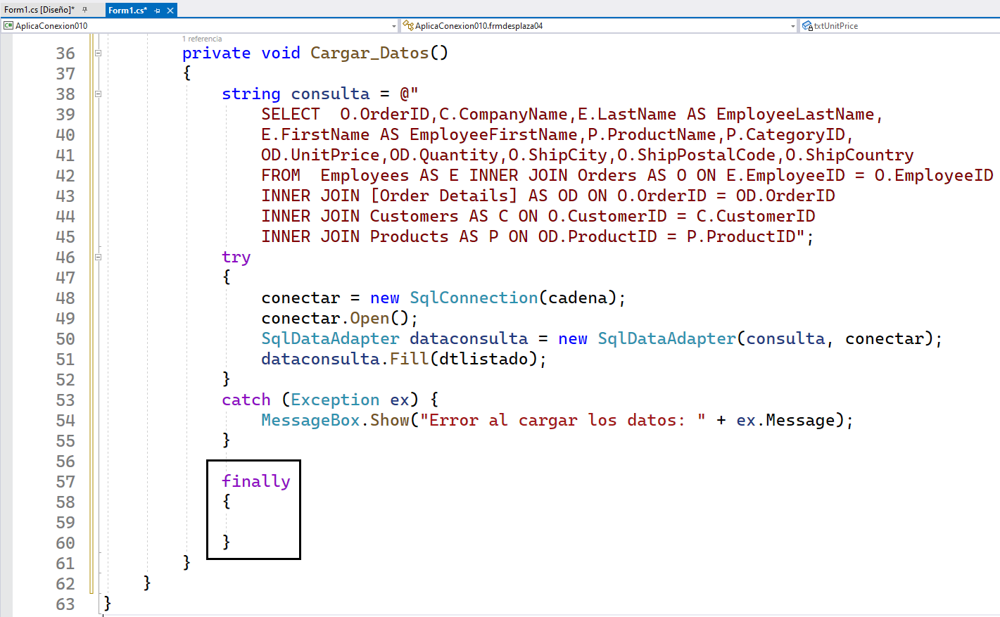 Form1.cs [Diseño]* Form1.cs*
C# AplicaConexion010 AplicaConexion010.frmdesplaza04 txtUnitPrice
1 referencia
36 private void Cargar_Datos()
37 {
38 string consulta = @"
39 SELECT  O.OrderID,C.CompanyName,E.LastName AS EmployeeLastName,
40 E.FirstName AS EmployeeFirstName,P.ProductName,P.CategoryID,
41 OD.UnitPrice,OD.Quantity,O.ShipCity,O.ShipPostalCode,O.ShipCountry
42 FROM  Employees AS E INNER JOIN Orders AS O ON E.EmployeeID = O.EmployeeID
43 INNER JOIN [Order Details] AS OD ON O.OrderID = OD.OrderID
44 INNER JOIN Customers AS C ON O.CustomerID = C.CustomerID
45 INNER JOIN Products AS P ON OD.ProductID = P.ProductID";
46 try
47 {
48 conectar = new SqlConnection(cadena);
49 conectar.Open();
50 SqlDataAdapter dataconsulta = new SqlDataAdapter(consulta, conectar);
51 dataconsulta.Fill(dtlistado);
52 }
53 catch (Exception ex) {
54 MessageBox.Show("Error al cargar los datos: " + ex.Message);
55 }
56
57 finally
58 {
59
60 }
61 }
62 }
63 }